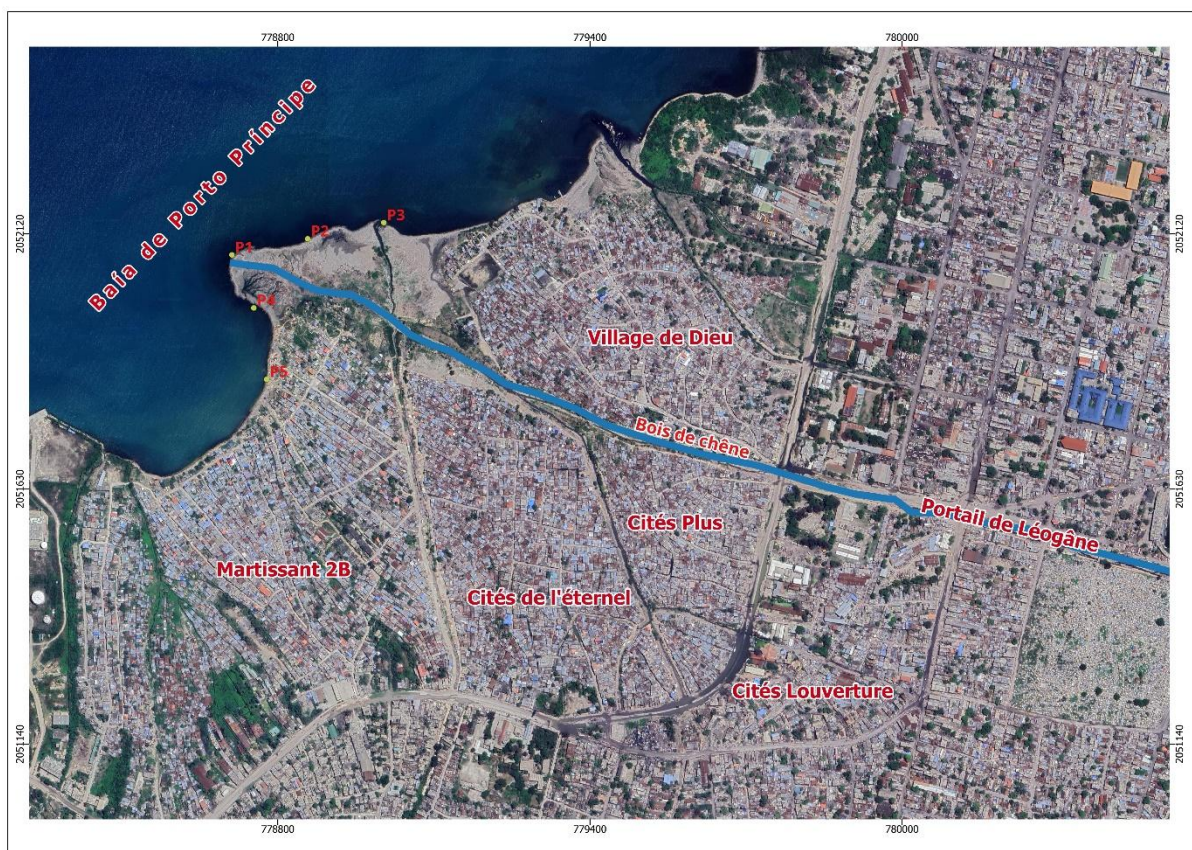 778800
779400
780000
Baía de Porto Príncipe
2052120
2052120
P3
P2
P1
P4
P5
Village de Dieu
Bois de chêne
2051630
2051630
Portail de Léogâne
Cités Plus
Martissant 2B
Cités de l'éternel
Cités Louverture
2051140
2051140
778800
779400
780000